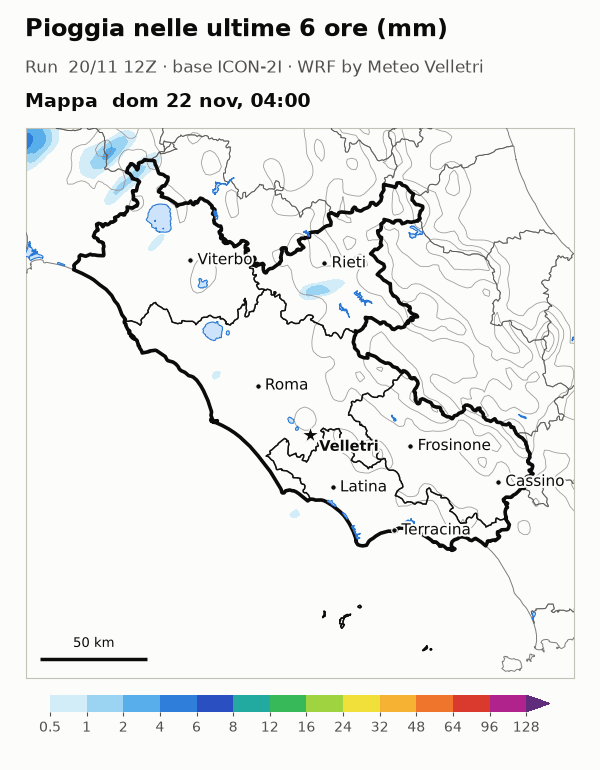 Pioggia nelle ultime 6 ore (mm)
Run  20/11 12Z · base ICON-2I · WRF by Meteo Velletri
Mappa  dom 22 nov, 04:00
Viterbo
Rieti
Roma
Velletri
Frosinone
Latina
Cassino
Terracina
50 km
0.5 1 2 4 6 8 12 16 24 32 48 64 96 128